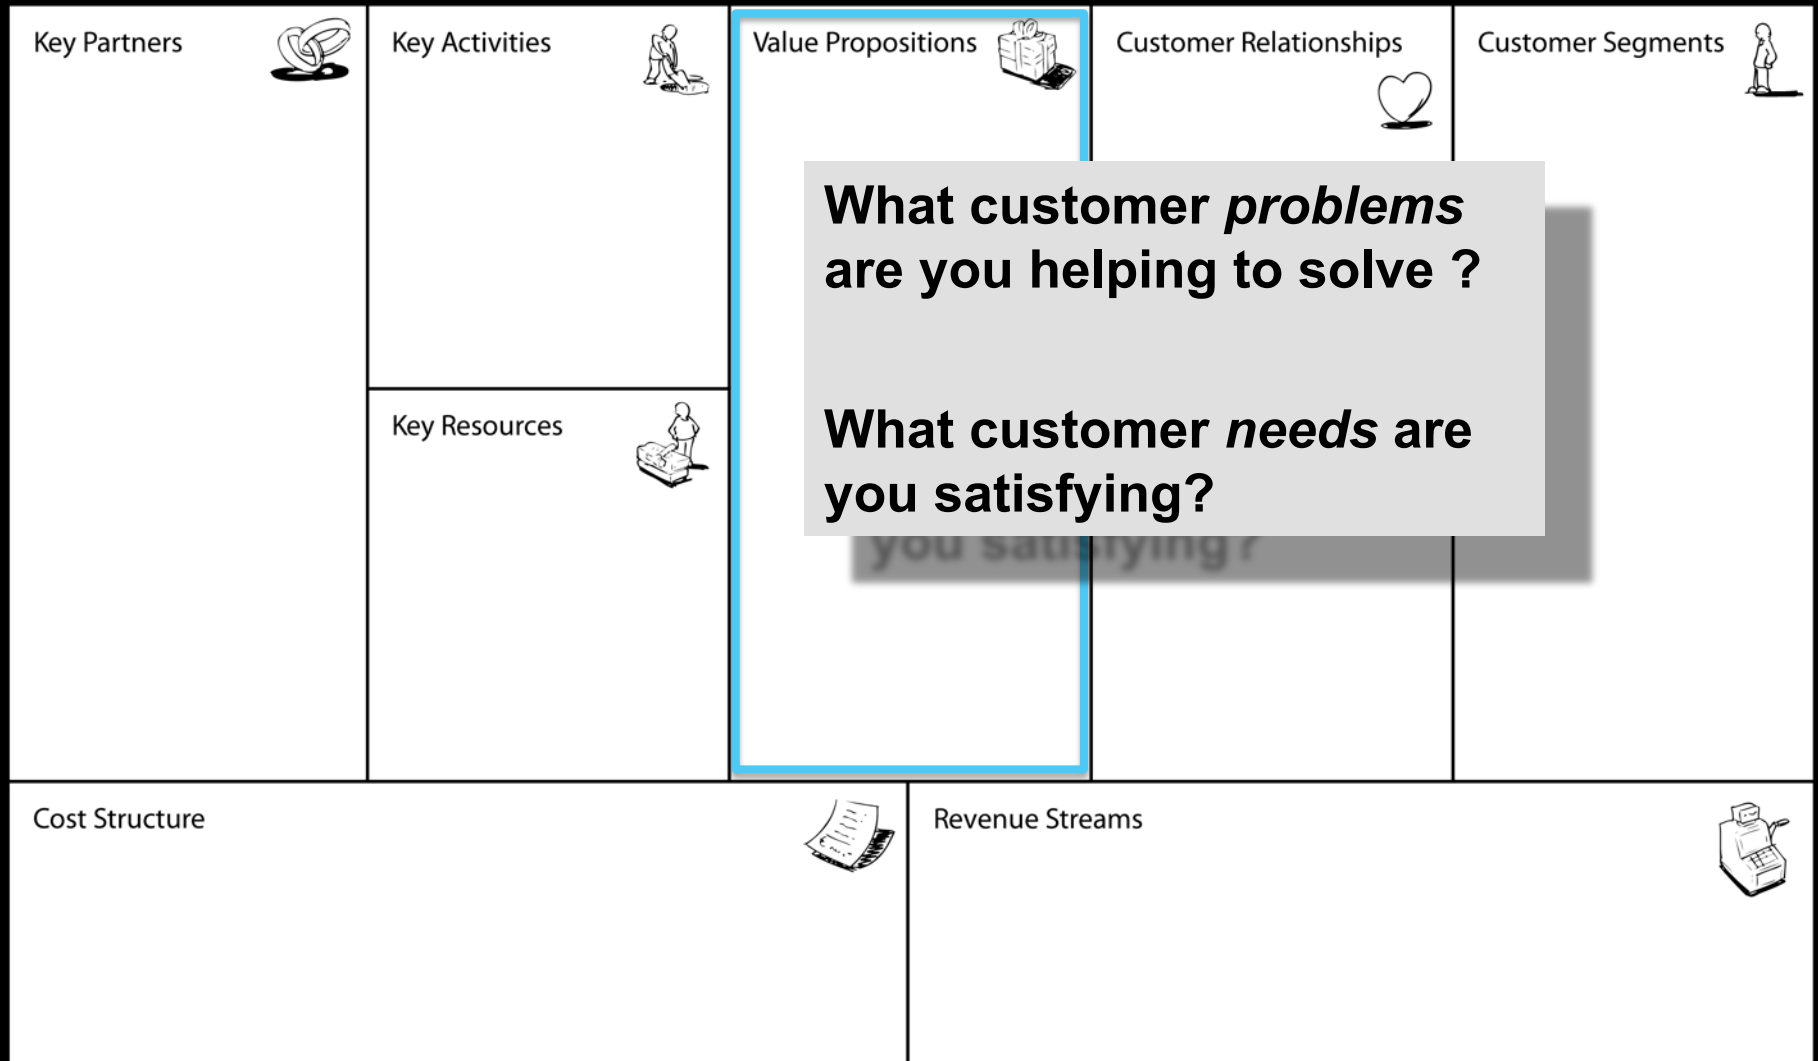 Key Partners
Key Activities
Value Propositions
Customer Relationships
Customer Segments
What customer problems
are you helping to solve ?
What customer needs are
you satisfying?
Key Resources
Cost Structure
Revenue Streams